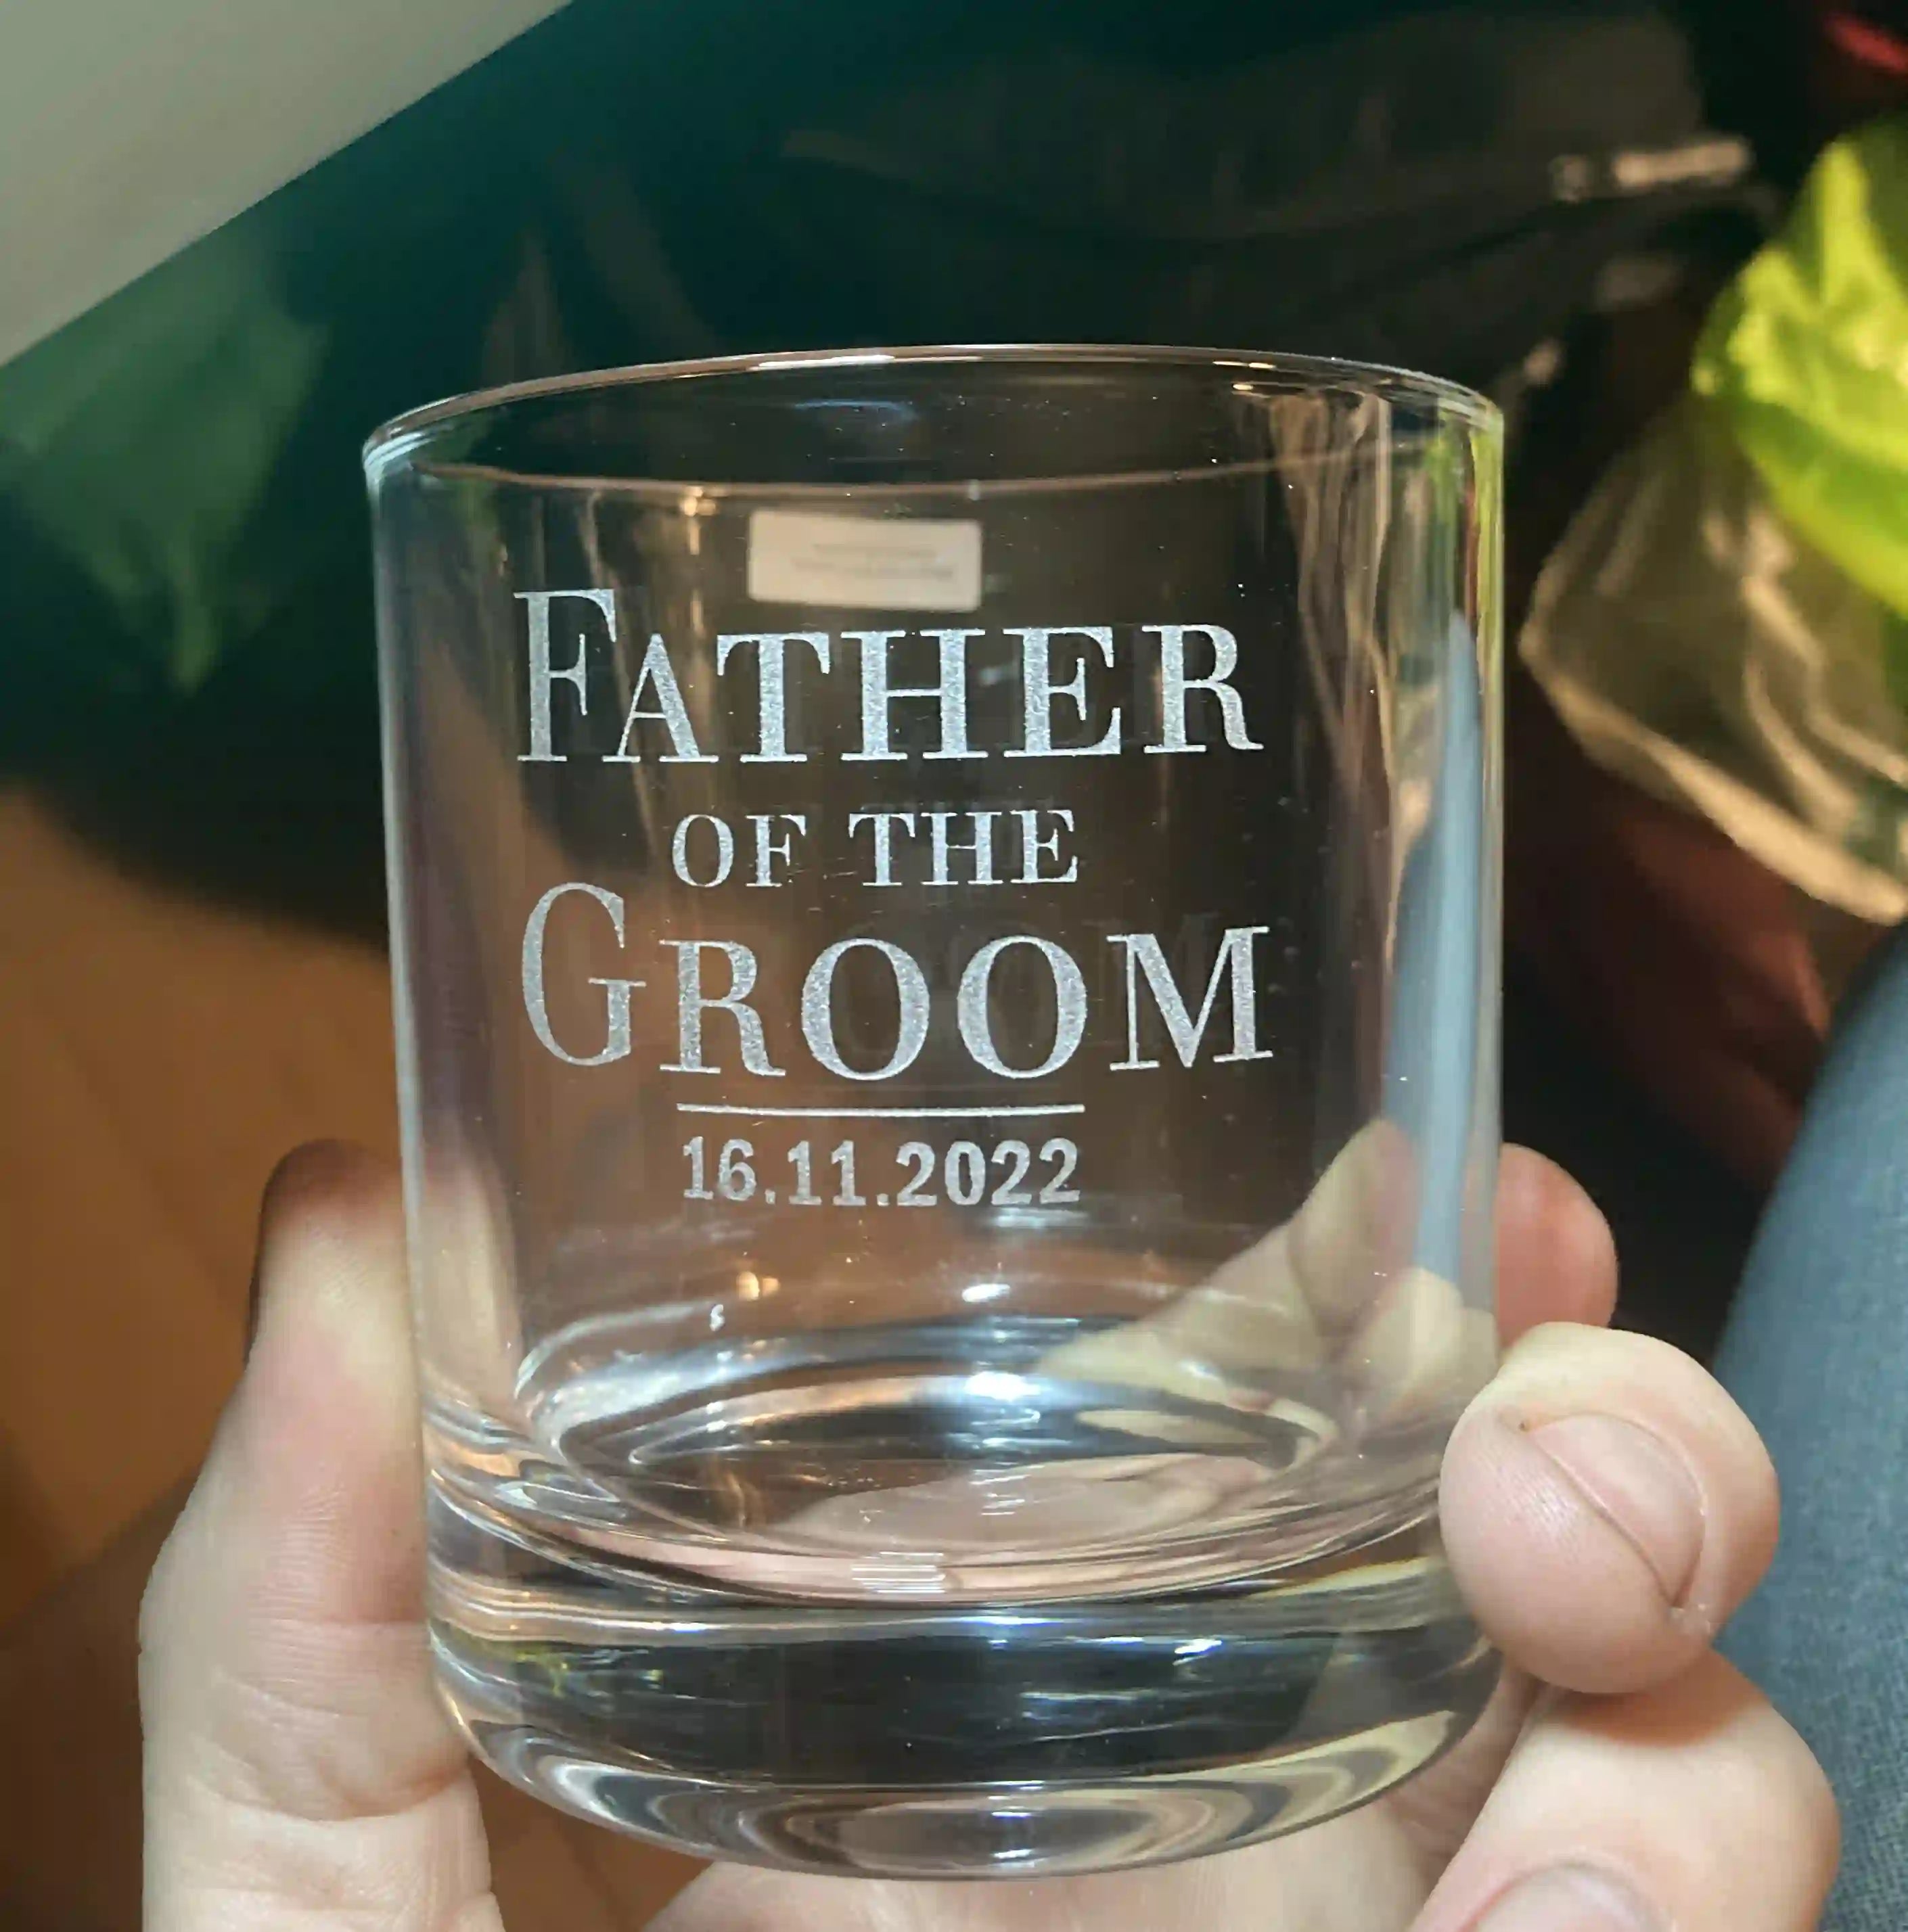 FATHER
OF THE
GROOM
16.11.2022